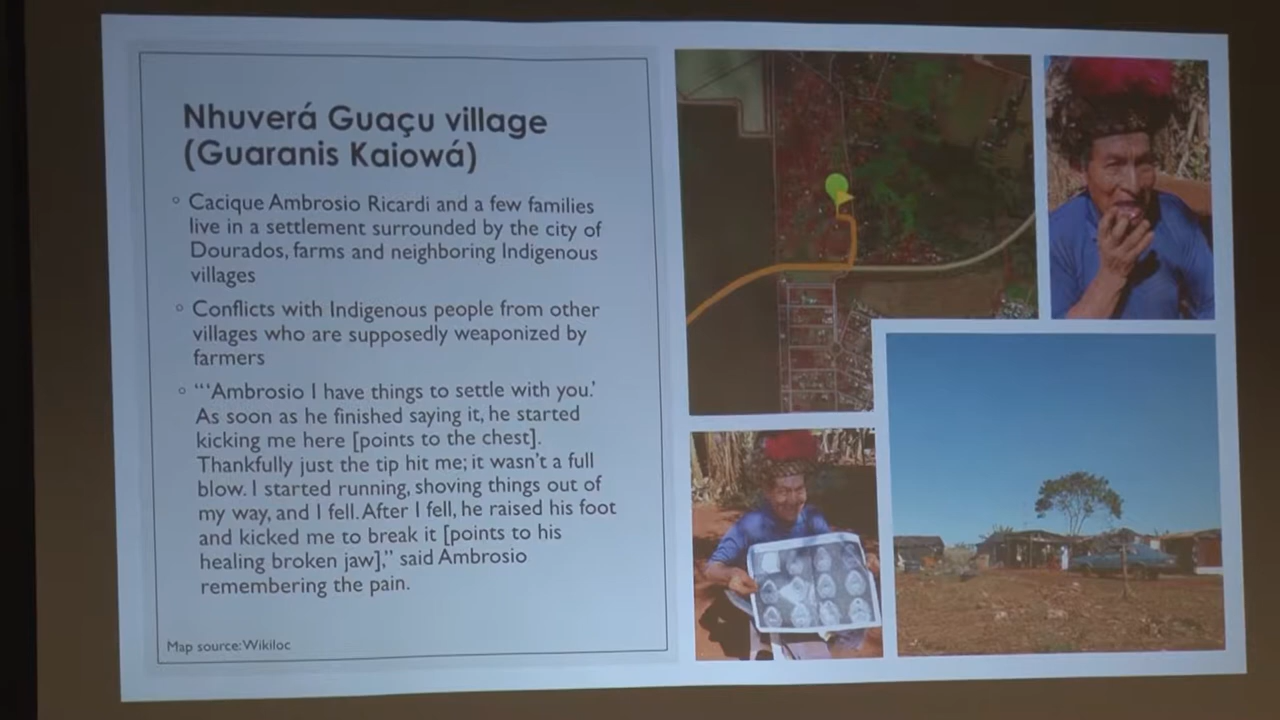 Nhuverá Guaçu village
(Guaranis Kaiowá)
Cacique Ambrosio Ricardi and a few families
live in a settlement surrounded by the city of
Dourados, farms and neighboring Indigenous
villages
Conflicts with Indigenous people from other
villages who are supposedly weaponized by
farmers
“‘Ambrosio I have things to settle with you.’
As soon as he finished saying it, he started
kicking me here [points to the chest].
Thankfully just the tip hit me; it wasn’t a full
blow. I started running, shoving things out of
my way, and I fell. After I fell, he raised his foot
and kicked me to break it [points to his
healing broken jaw],” said Ambrosio
remembering the pain.
Map source: Wikiloc